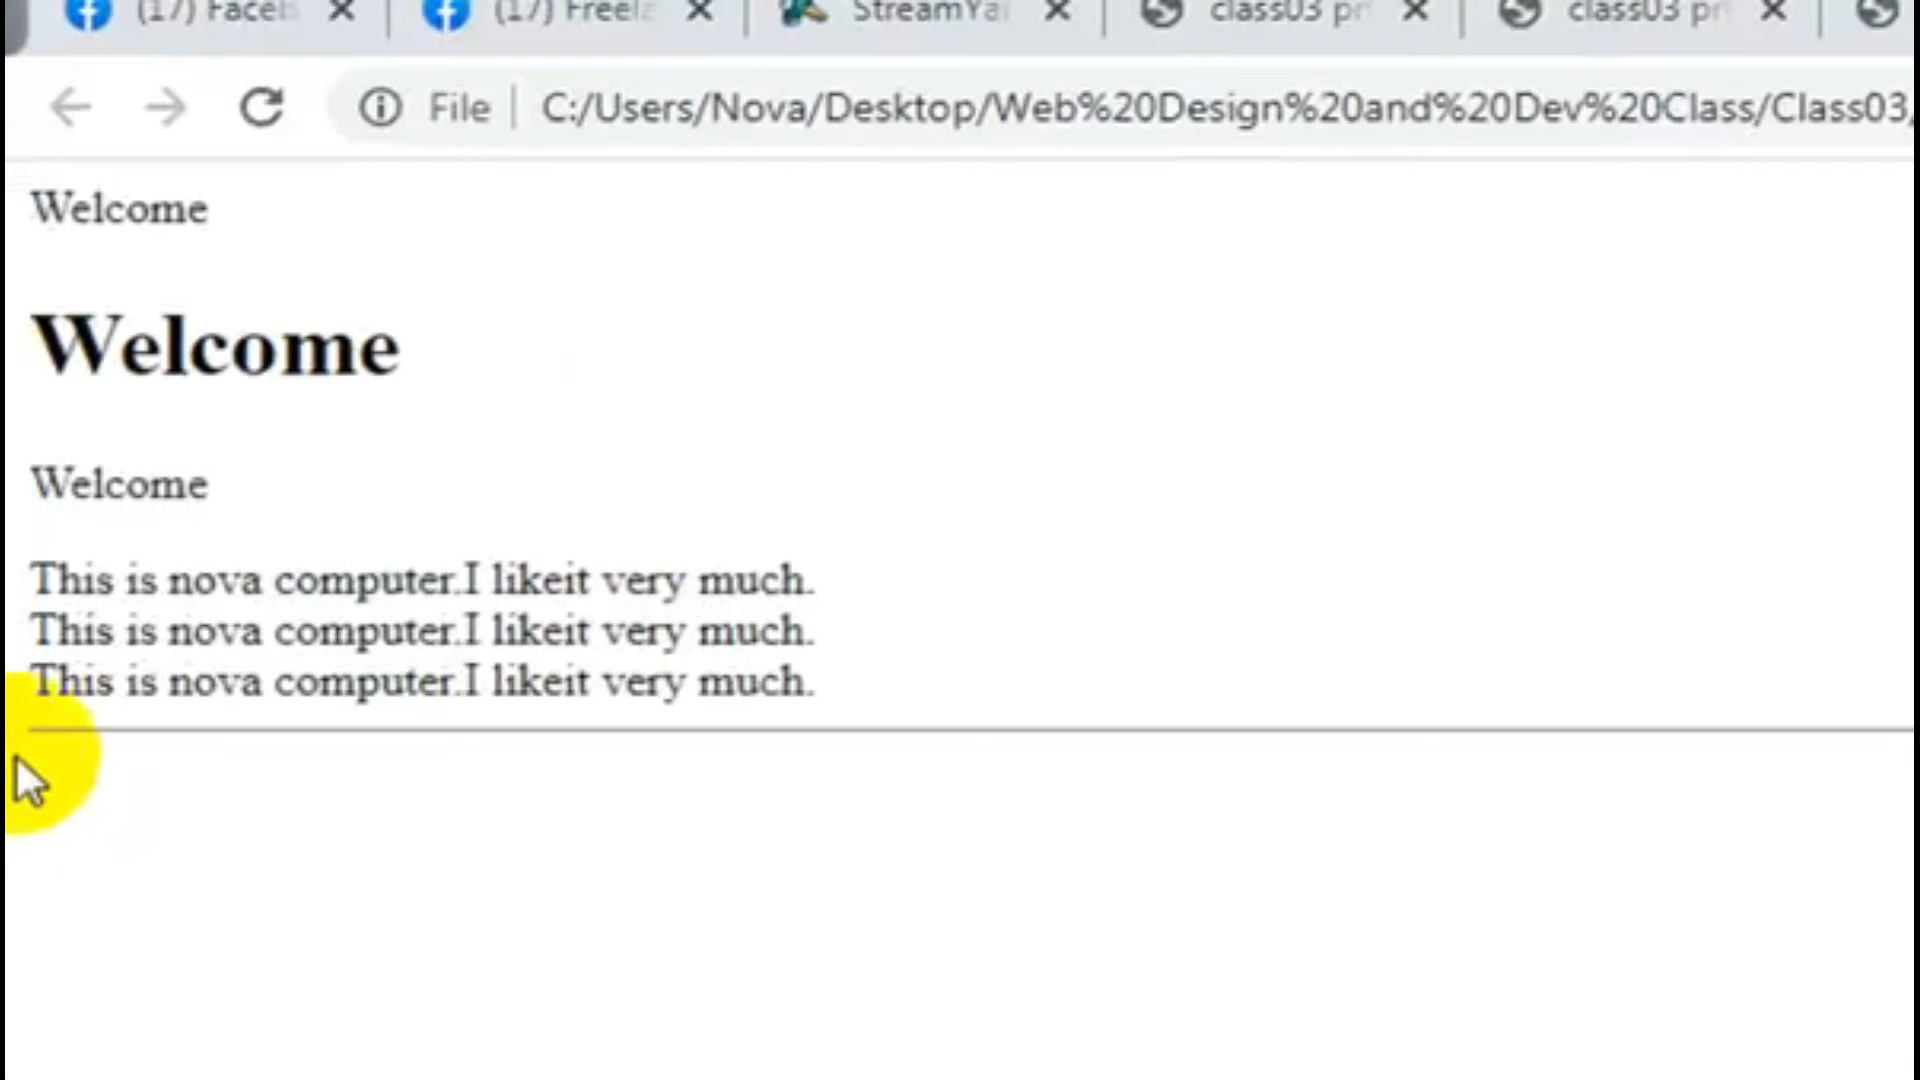 (17) Faceb (17) Freela StreamYa class03 pr class03 pr
File C:/Users/Nova/Desktop/Web%20Design%20and%20Dev%20Class/Class03
Welcome
Welcome
Welcome
This is nova computer.I likeit very much.
This is nova computer.I likeit very much.
This is nova computer.I likeit very much.